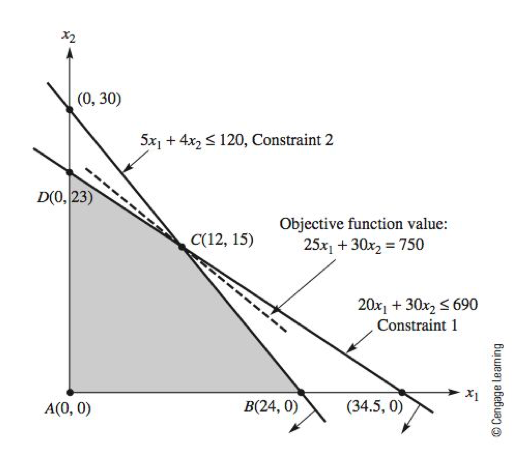 x₂
(0, 30)
5x₁ + 4x₂ ≤ 120, Constraint 2
D(0, 23)
C(12, 15)
Objective function value:
25x₁ + 30x₂ = 750
20x₁ + 30x₂ ≤ 690
Constraint 1
x₁
A(0, 0)
B(24, 0)
(34.5, 0)
© Cengage Learning